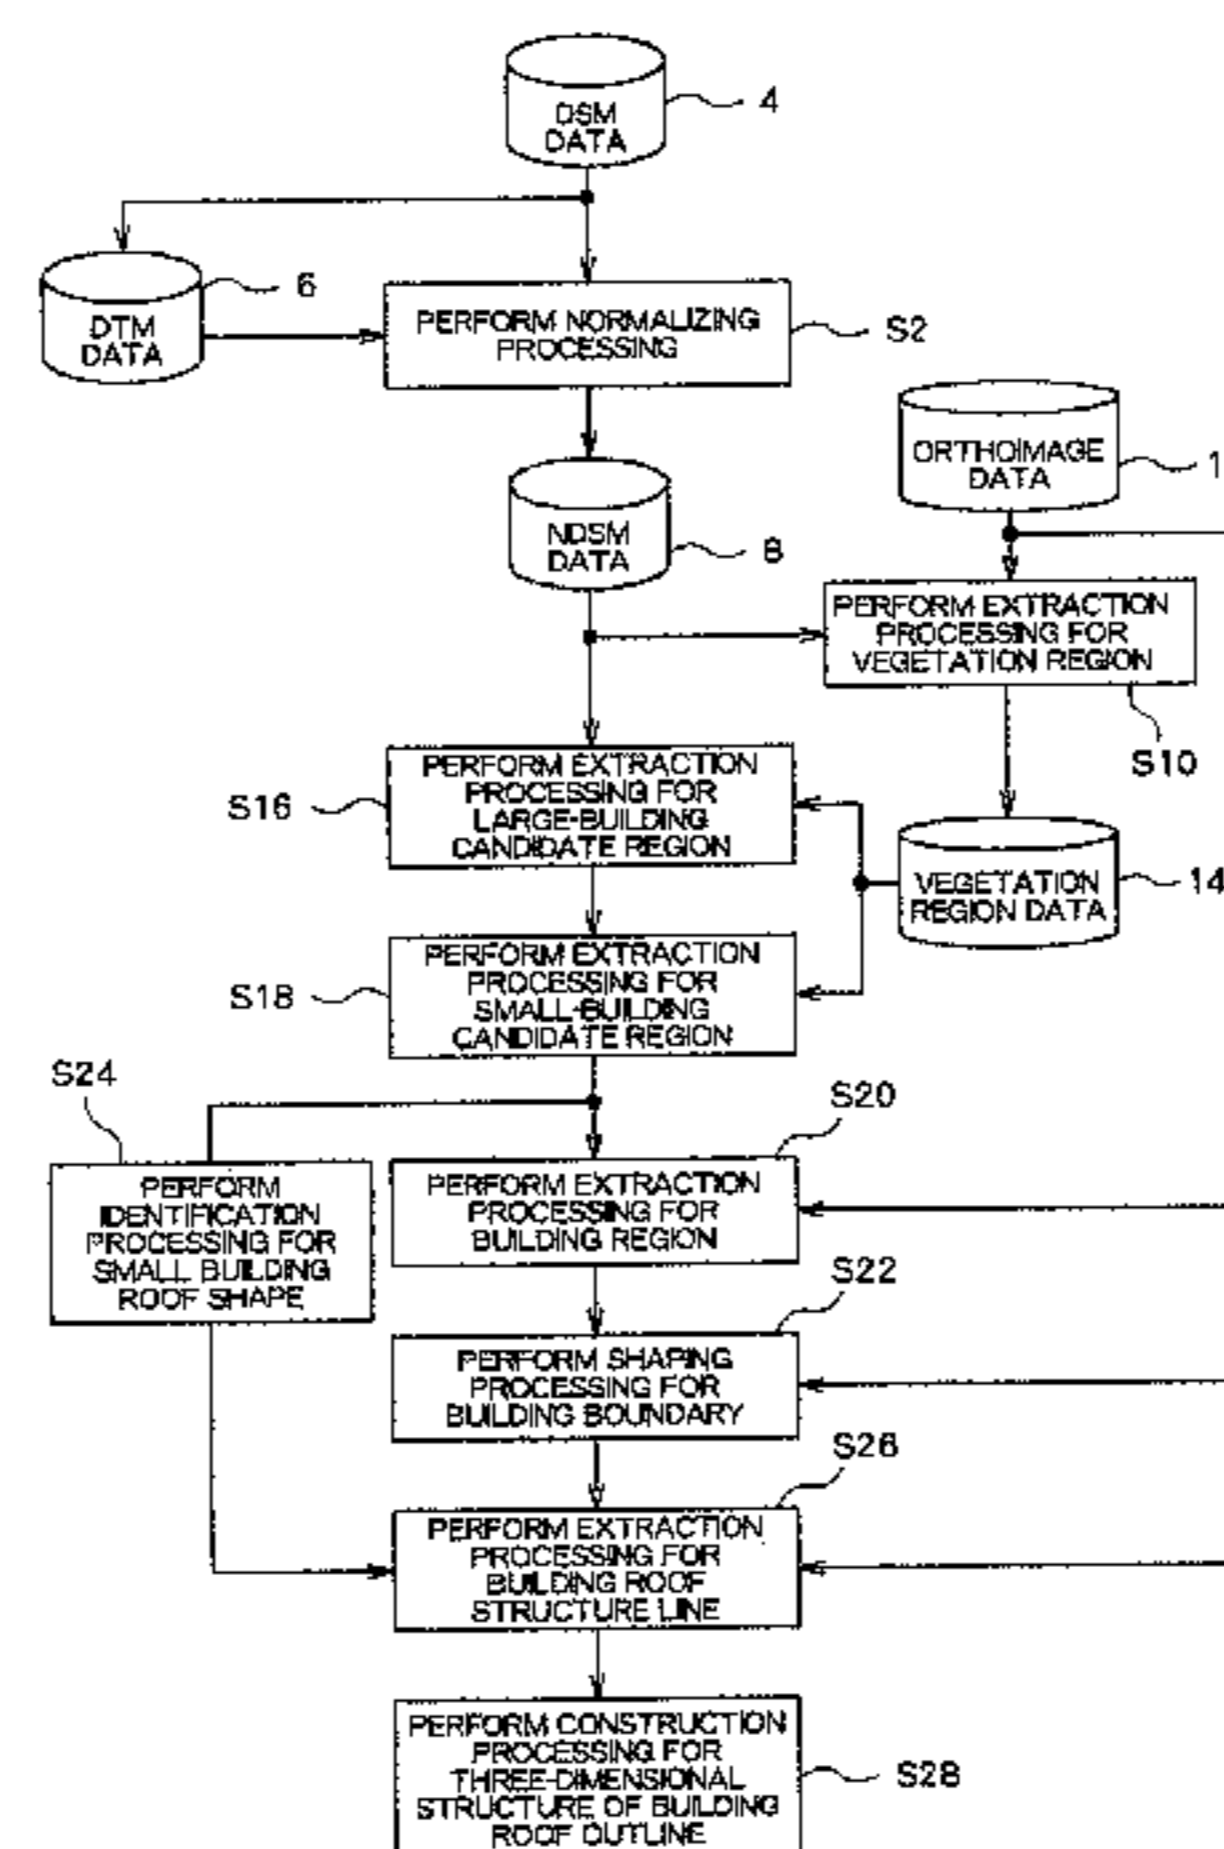 DSM
DATA
4
6
DTM
DATA
PERFORM NORMALIZING
PROCESSING
S2
ORTHOIMAGE
DATA
1
NDSM
DATA
8
PERFORM EXTRACTION
PROCESSING FOR
VEGETATION REGION
S10
PERFORM EXTRACTION
PROCESSING FOR
LARGE-BUILDING
CANDIDATE REGION
S16
VEGETATION
REGION DATA
14
PERFORM EXTRACTION
PROCESSING FOR
SMALL-BUILDING
CANDIDATE REGION
S18
S24
S20
PERFORM
IDENTIFICATION
PROCESSING FOR
SMALL BUILDING
ROOF SHAPE
PERFORM EXTRACTION
PROCESSING FOR
BUILDING REGION
S22
PERFORM SHAPING
PROCESSING FOR
BUILDING BOUNDARY
S26
PERFORM EXTRACTION
PROCESSING FOR
BUILDING ROOF
STRUCTURE LINE
PERFORM CONSTRUCTION
PROCESSING FOR
THREE-DIMENSIONAL
STRUCTURE OF BUILDING
ROOF OUTLINE
S28